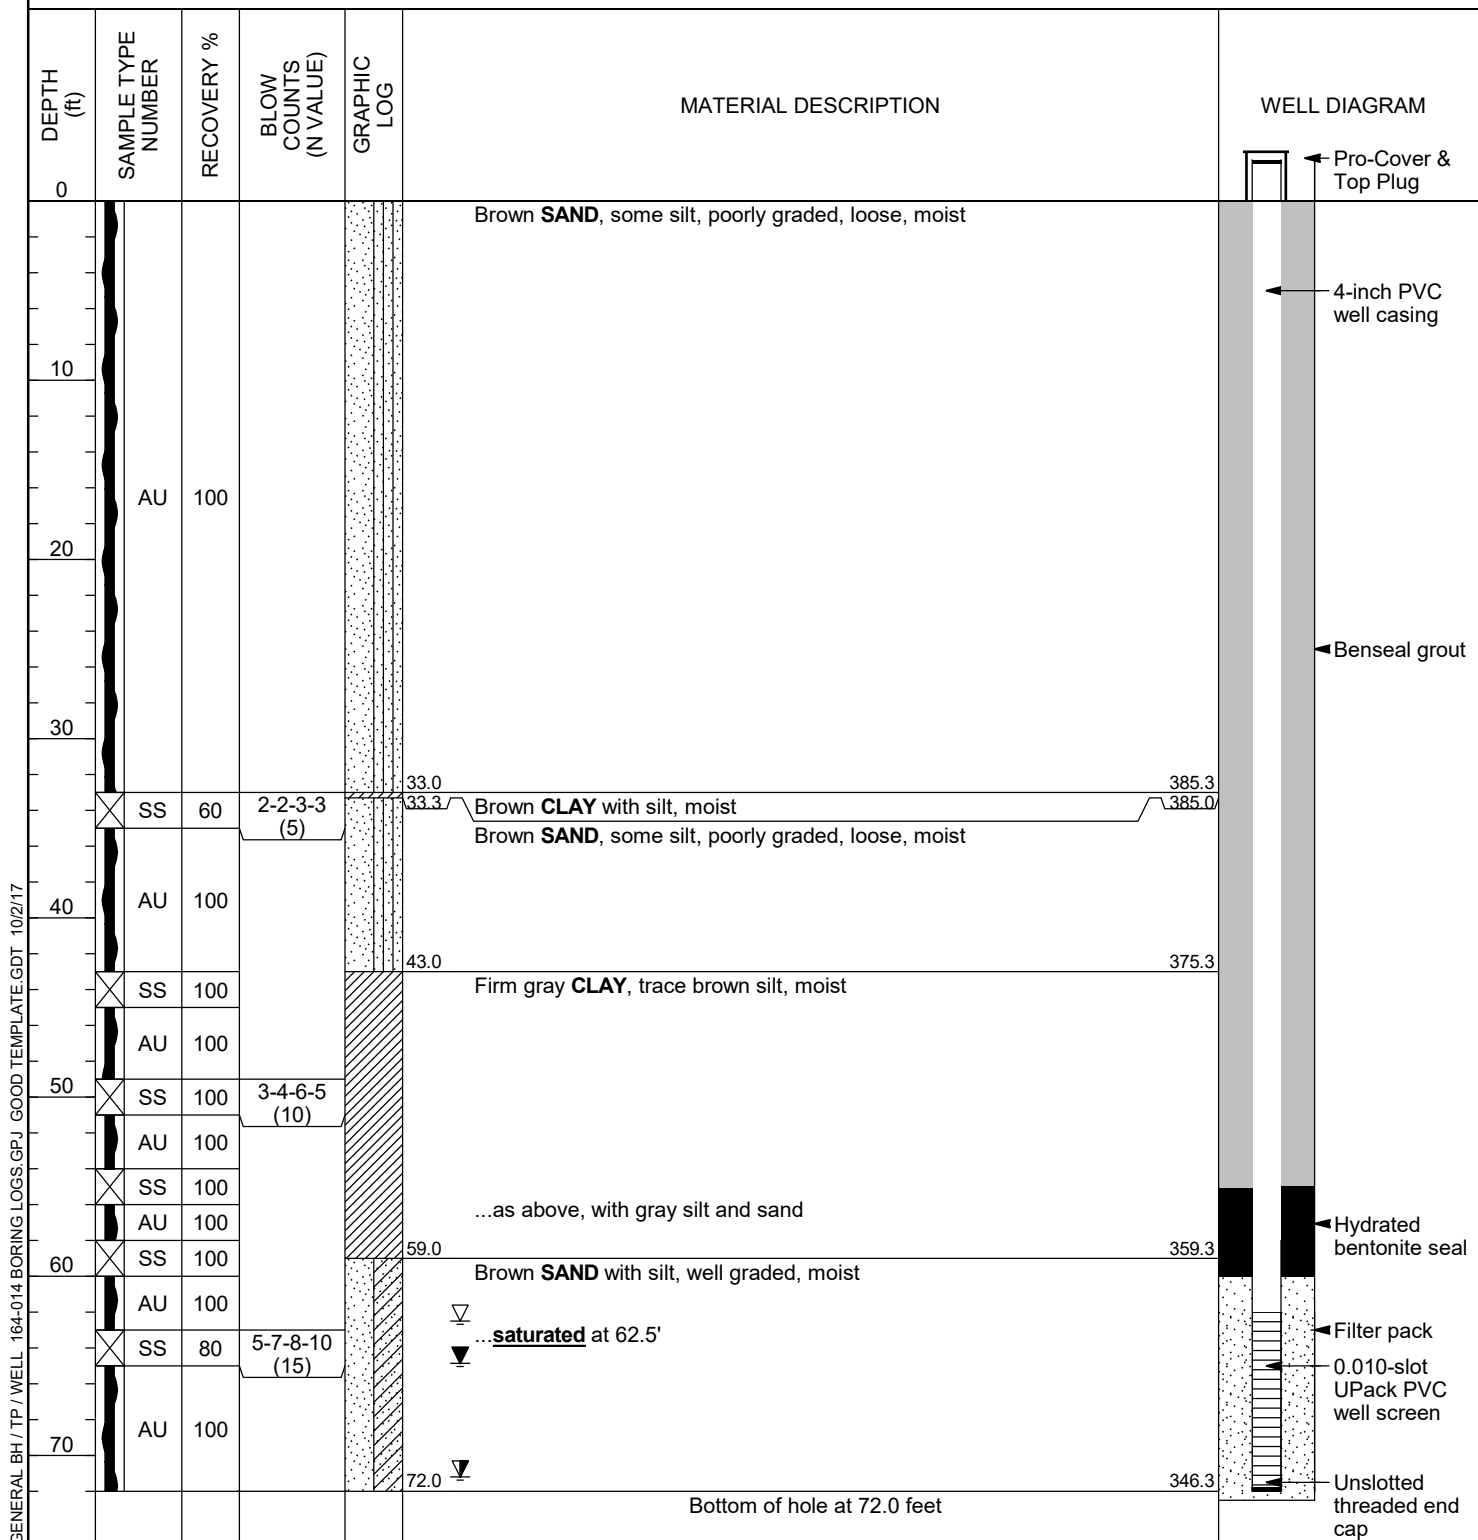 DEPTH
(ft)
SAMPLE TYPE
NUMBER
RECOVERY %
BLOW
COUNTS
(N VALUE)
GRAPHIC
LOG
MATERIAL DESCRIPTION
WELL DIAGRAM
Pro-Cover &
Top Plug
0
Brown SAND, some silt, poorly graded, loose, moist
4-inch PVC
well casing
10
AU 100
20
Benseal grout
30
33.0 385.3
SS 60 2-2-3-3
(5)
33.3 Brown CLAY with silt, moist 385.0
Brown SAND, some silt, poorly graded, loose, moist
AU 100
40
43.0 375.3
SS 100
Firm gray CLAY, trace brown silt, moist
AU 100
50
SS 100 3-4-6-5
(10)
AU 100
SS 100
...as above, with gray silt and sand
AU 100
Hydrated
bentonite seal
SS 100
59.0 359.3
60
Brown SAND with silt, well graded, moist
AU 100
...saturated at 62.5'
Filter pack
SS 80 5-7-8-10
(15)
0.010-slot
UPack PVC
well screen
AU 100
70
72.0 346.3
Unslotted
threaded end
cap
Bottom of hole at 72.0 feet
GENERAL BH / TP / WELL 164-014 BORING LOGS.GPJ GOOD TEMPLATE.GDT 10/2/17